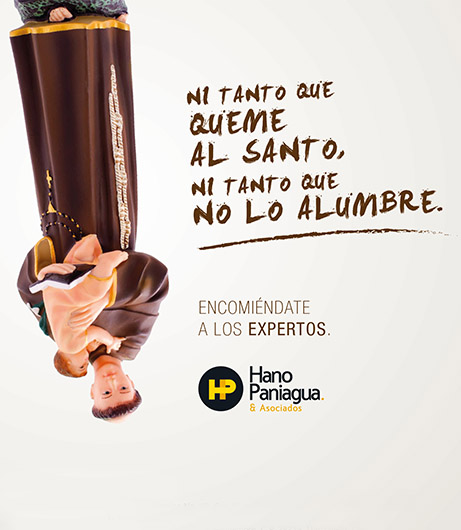 NI TANTO QUE
QUEME
AL SANTO,
NI TANTO QUE
NO LO ALUMBRE.
ENCOMIÉNDATE
A LOS EXPERTOS.
HP
Hano
Paniagua.
& Asociados